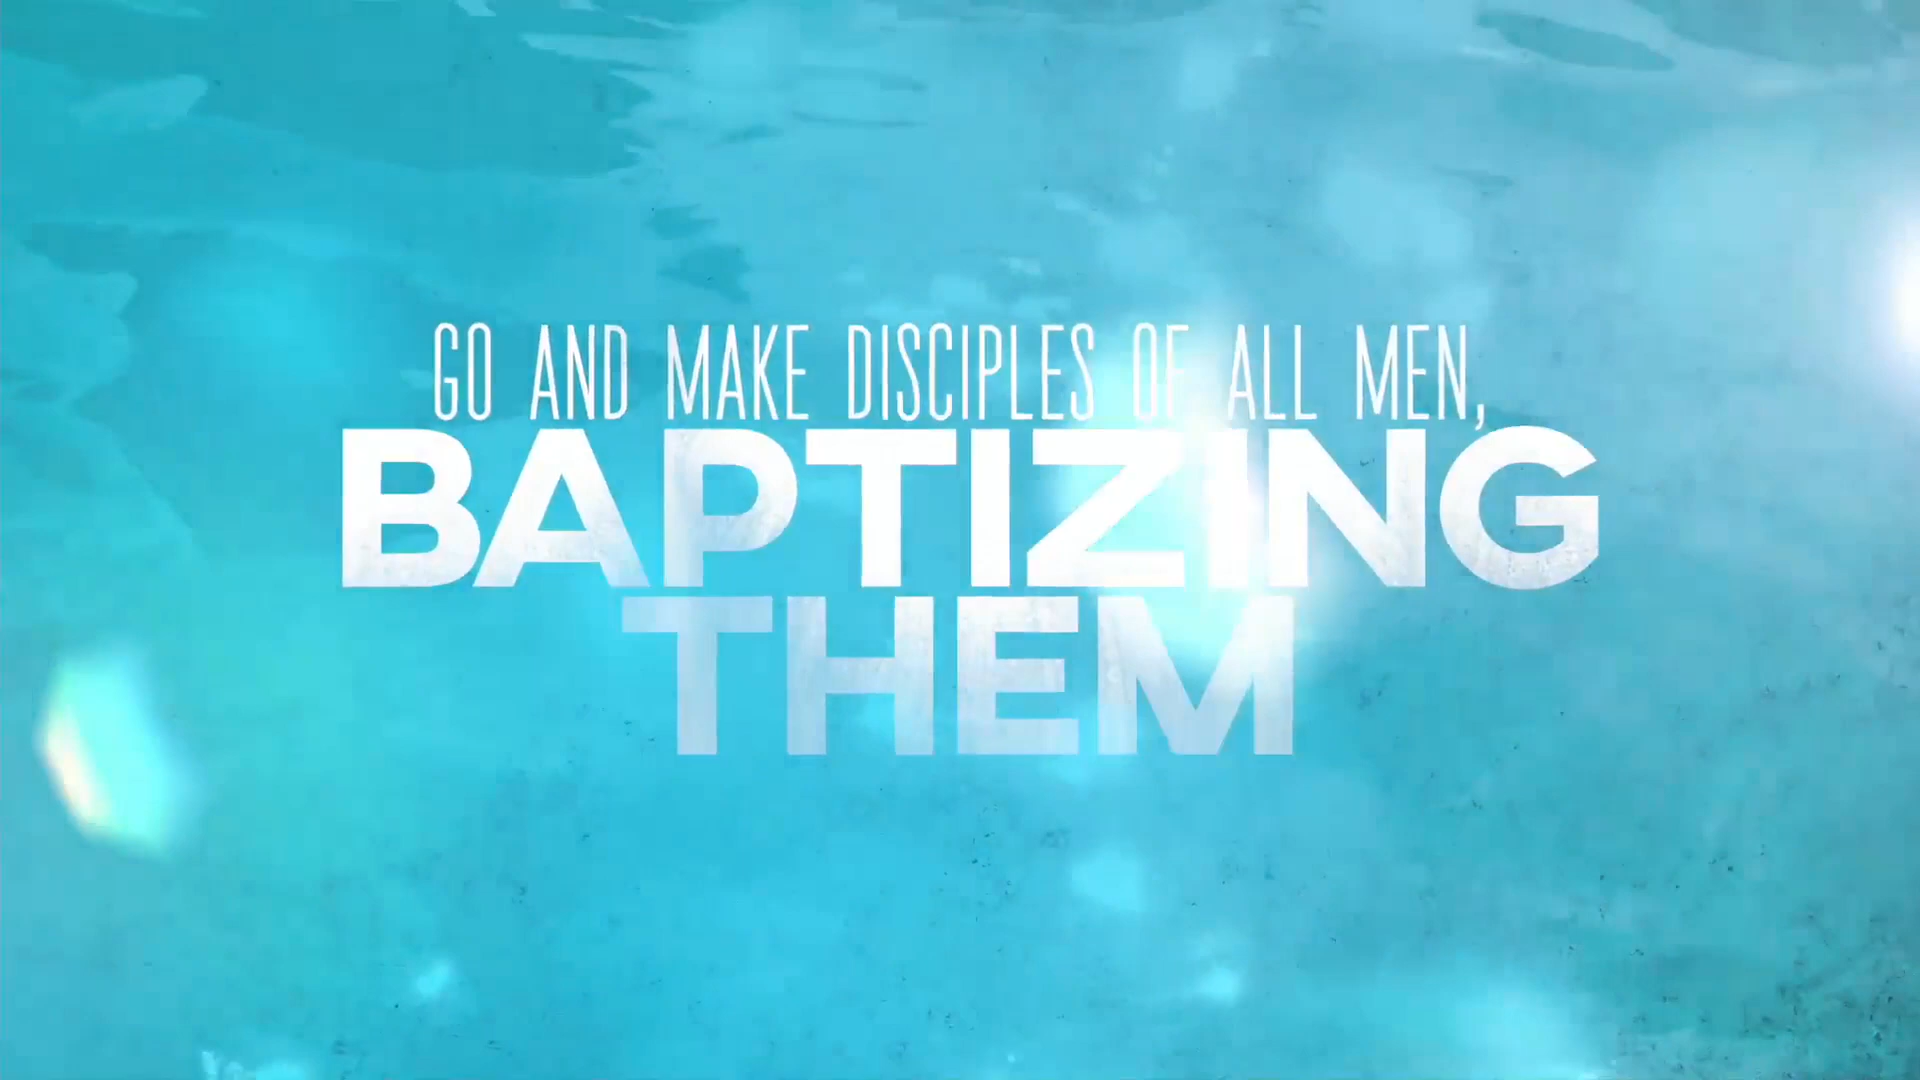 GO AND MAKE DISCIPLES OF ALL MEN,
BAPTIZING
THEM